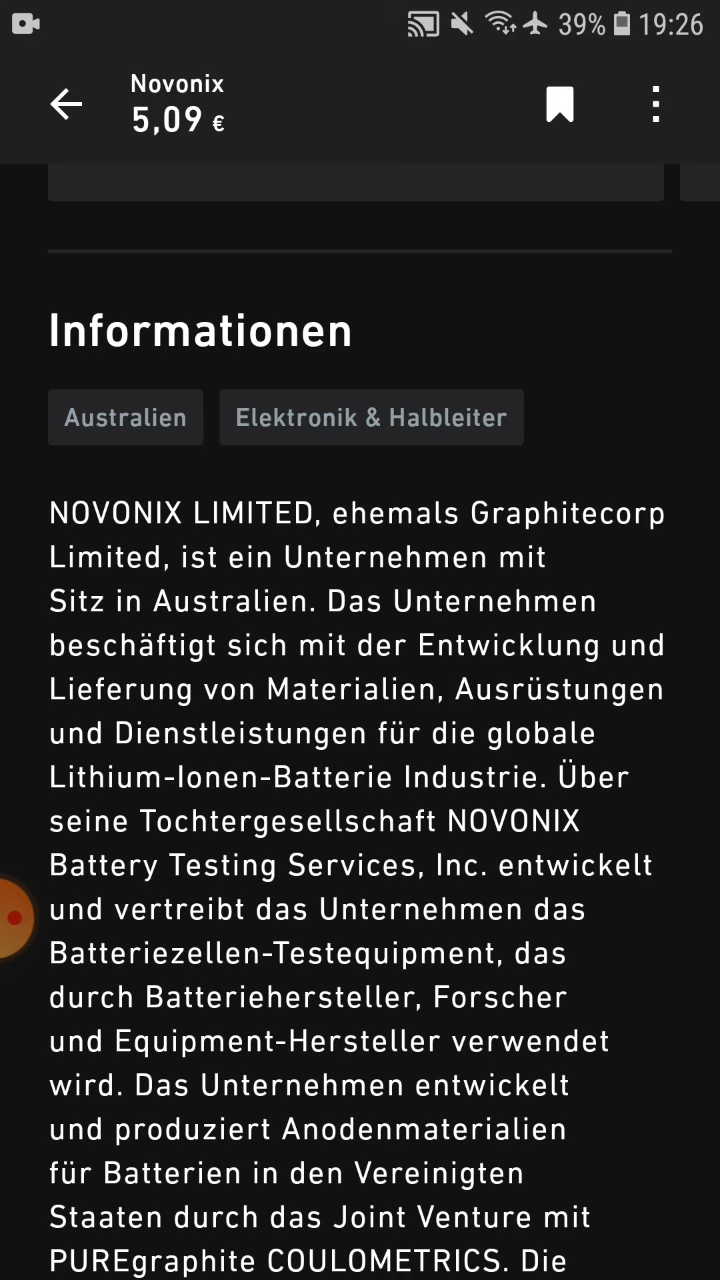 39% 19:26
Novonix
5,09 €
Informationen
Australien Elektronik & Halbleiter
NOVONIX LIMITED, ehemals Graphitecorp
Limited, ist ein Unternehmen mit
Sitz in Australien. Das Unternehmen
beschäftigt sich mit der Entwicklung und
Lieferung von Materialien, Ausrüstungen
und Dienstleistungen für die globale
Lithium-Ionen-Batterie Industrie. Über
seine Tochtergesellschaft NOVONIX
Battery Testing Services, Inc. entwickelt
und vertreibt das Unternehmen das
Batteriezellen-Testequipment, das
durch Batteriehersteller, Forscher
und Equipment-Hersteller verwendet
wird. Das Unternehmen entwickelt
und produziert Anodenmaterialien
für Batterien in den Vereinigten
Staaten durch das Joint Venture mit
PUREgraphite COULOMETRICS. Die